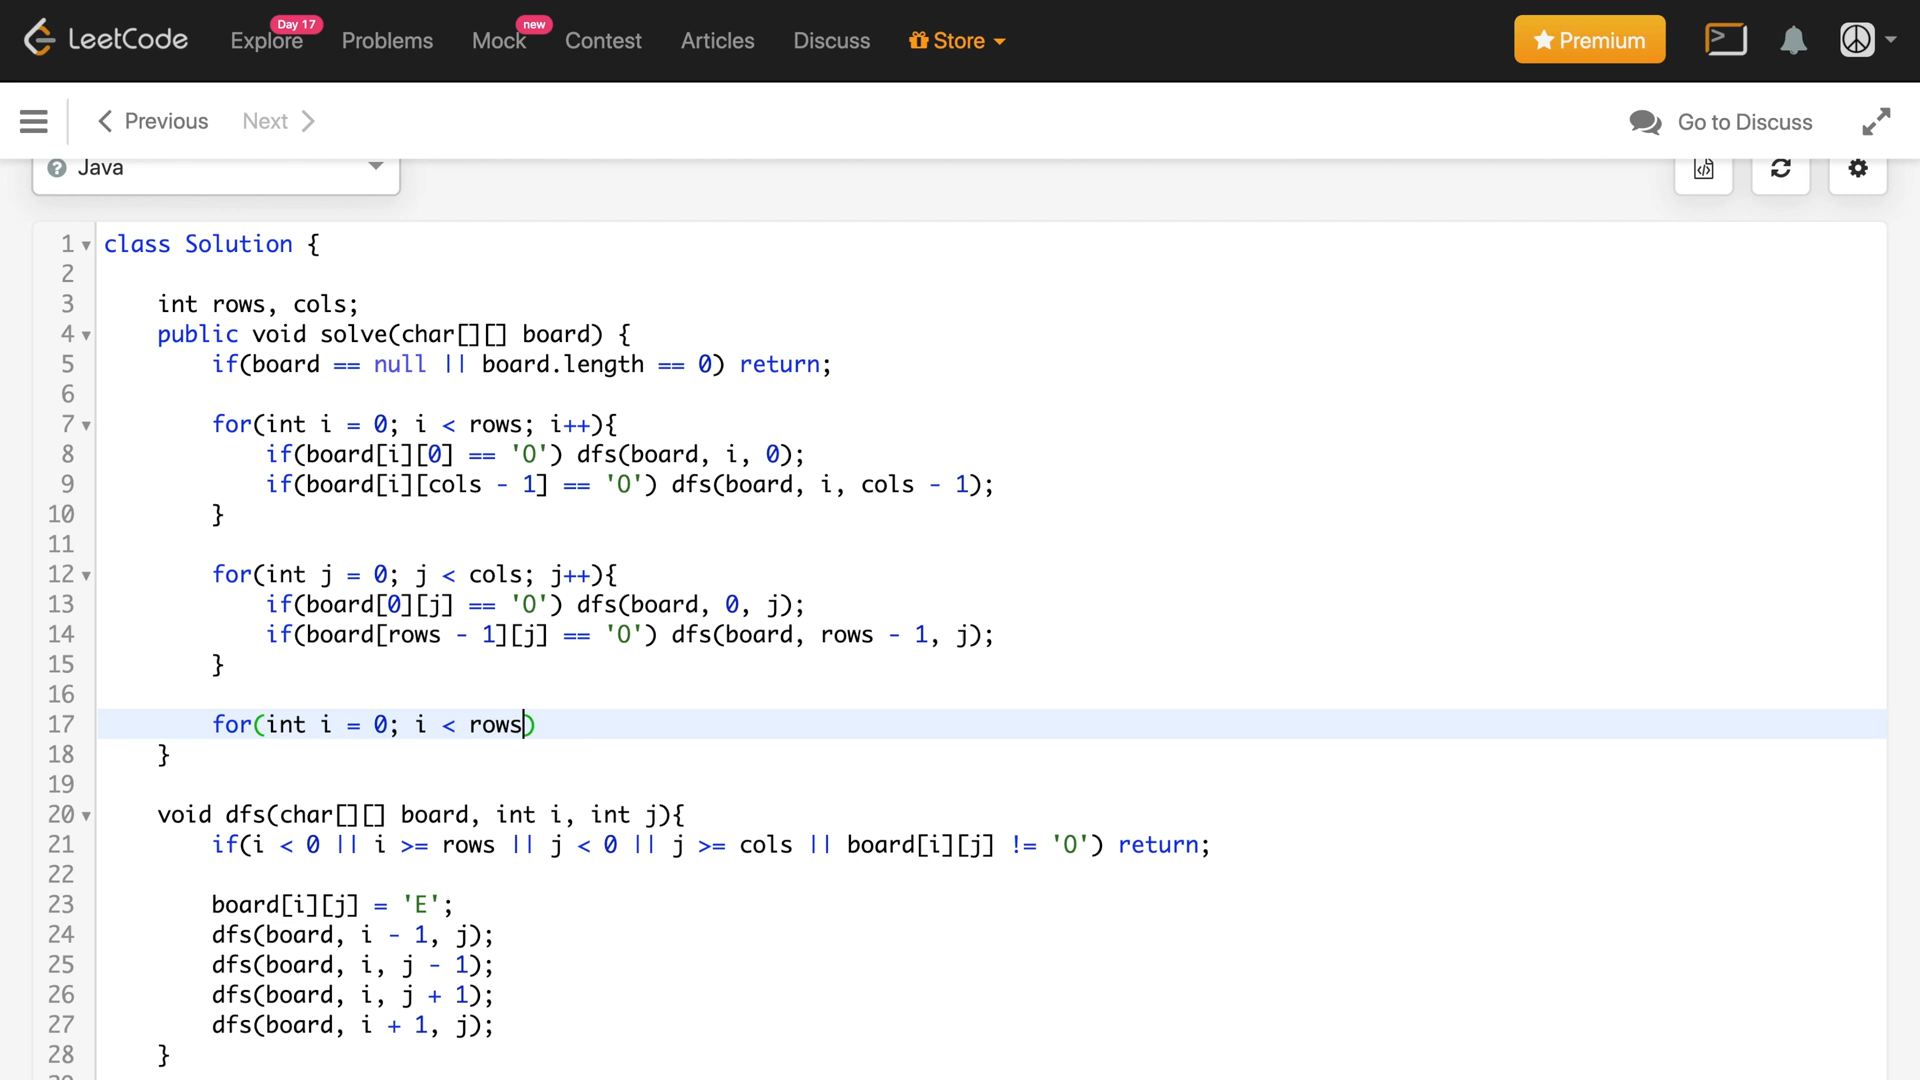 LeetCode Explore Day 17 Problems Mock new Contest Articles Discuss Store Premium
Previous Next Go to Discuss
Java
1 class Solution {
2
3     int rows, cols;
4     public void solve(char[][] board) {
5         if(board == null || board.length == 0) return;
6
7         for(int i = 0; i < rows; i++){
8             if(board[i][0] == 'O') dfs(board, i, 0);
9             if(board[i][cols - 1] == 'O') dfs(board, i, cols - 1);
10         }
11
12         for(int j = 0; j < cols; j++){
13             if(board[0][j] == 'O') dfs(board, 0, j);
14             if(board[rows - 1][j] == 'O') dfs(board, rows - 1, j);
15         }
16
17         for(int i = 0; i < rows)
18     }
19
20     void dfs(char[][] board, int i, int j){
21         if(i < 0 || i >= rows || j < 0 || j >= cols || board[i][j] != 'O') return;
22
23         board[i][j] = 'E';
24         dfs(board, i - 1, j);
25         dfs(board, i, j - 1);
26         dfs(board, i, j + 1);
27         dfs(board, i + 1, j);
28     }